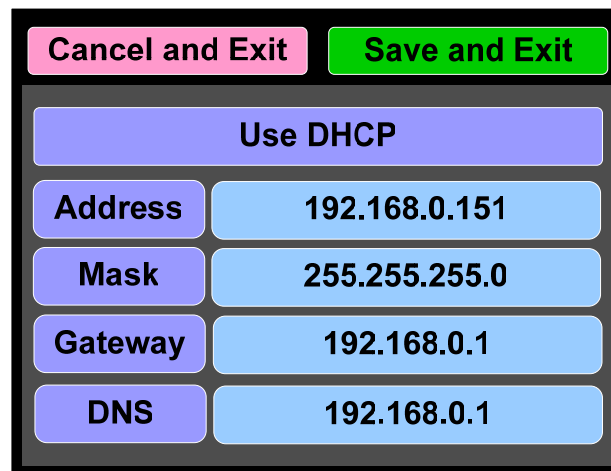 Cancel and Exit Save and Exit
Use DHCP
Address 192.168.0.151
Mask 255.255.255.0
Gateway 192.168.0.1
DNS 192.168.0.1